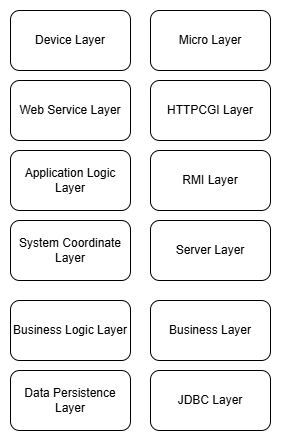 Device Layer
Micro Layer
Web Service Layer
HTTPCGI Layer
Application Logic
Layer
RMI Layer
System Coordinate
Layer
Server Layer
Business Logic Layer
Business Layer
Data Persistence
Layer
JDBC Layer